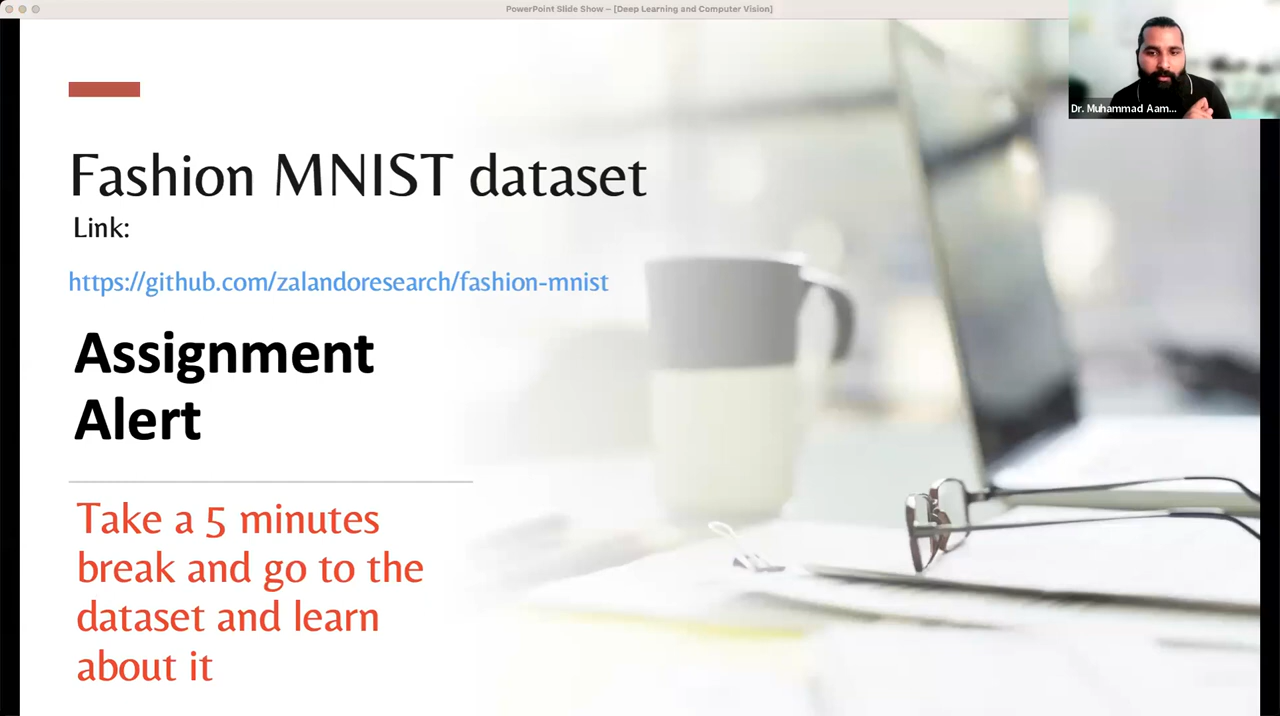 PowerPoint Slide Show – [Deep Learning and Computer Vision]
Dr. Muhammad Aam...
Fashion MNIST dataset
Link:
https://github.com/zalandoresearch/fashion-mnist
Assignment
Alert
Take a 5 minutes
break and go to the
dataset and learn
about it